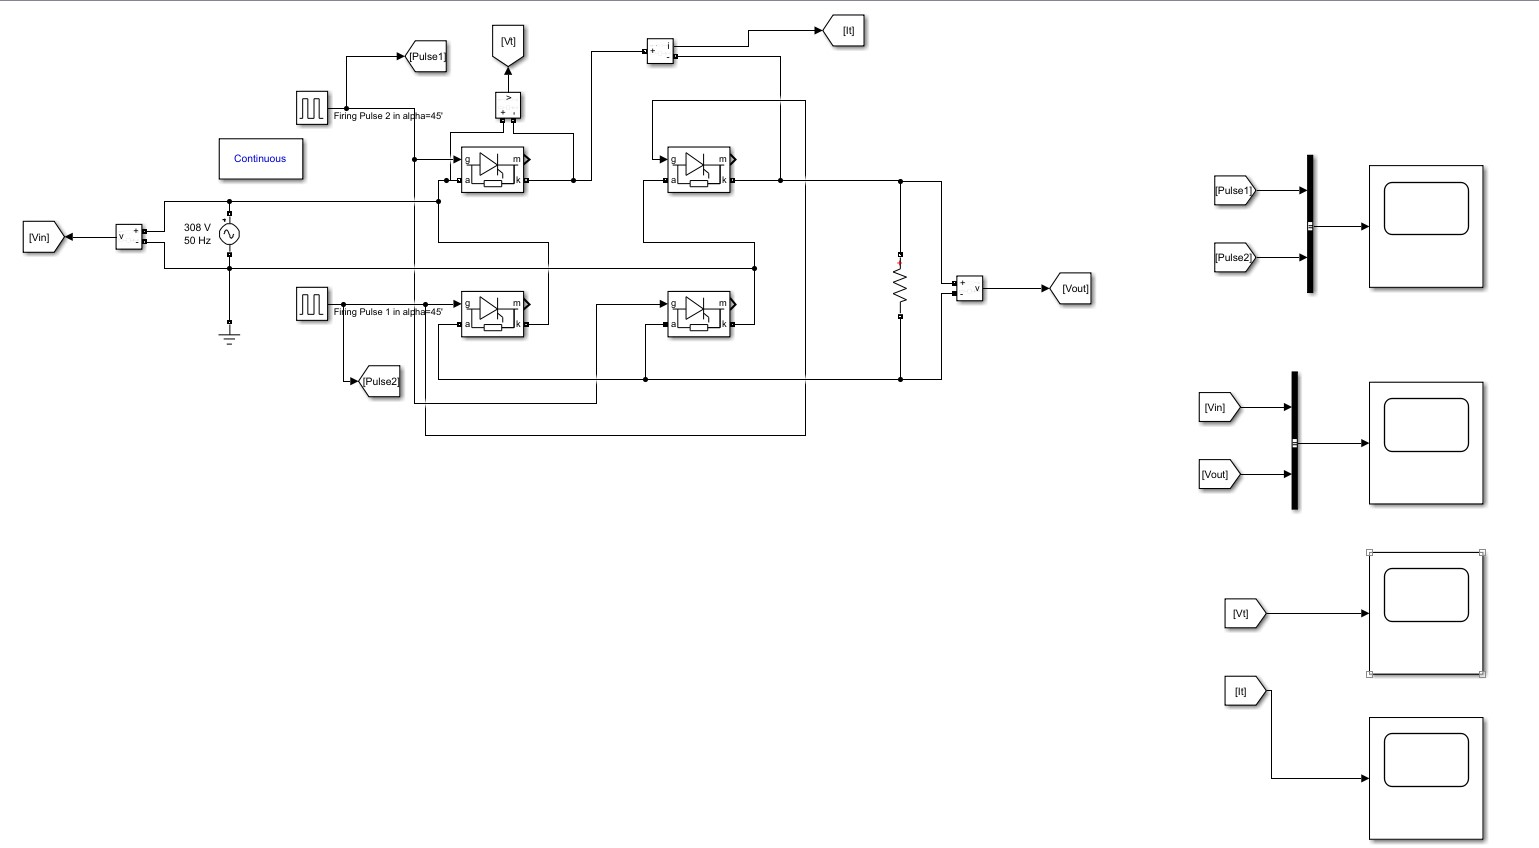 [It]
[Vt]
[Pulse1]
i
+
-
v
+ -
Firing Pulse 2 in alpha=45'
Continuous
g m
a k
g m
a k
[Pulse1]
308 V
50 Hz
[Vin]
v + -
+
[Pulse2]
g m
a k
g m
a k
+
+ - v
[Vout]
Firing Pulse 1 in alpha=45'
[Pulse2]
[Vin]
[Vout]
[Vt]
[It]